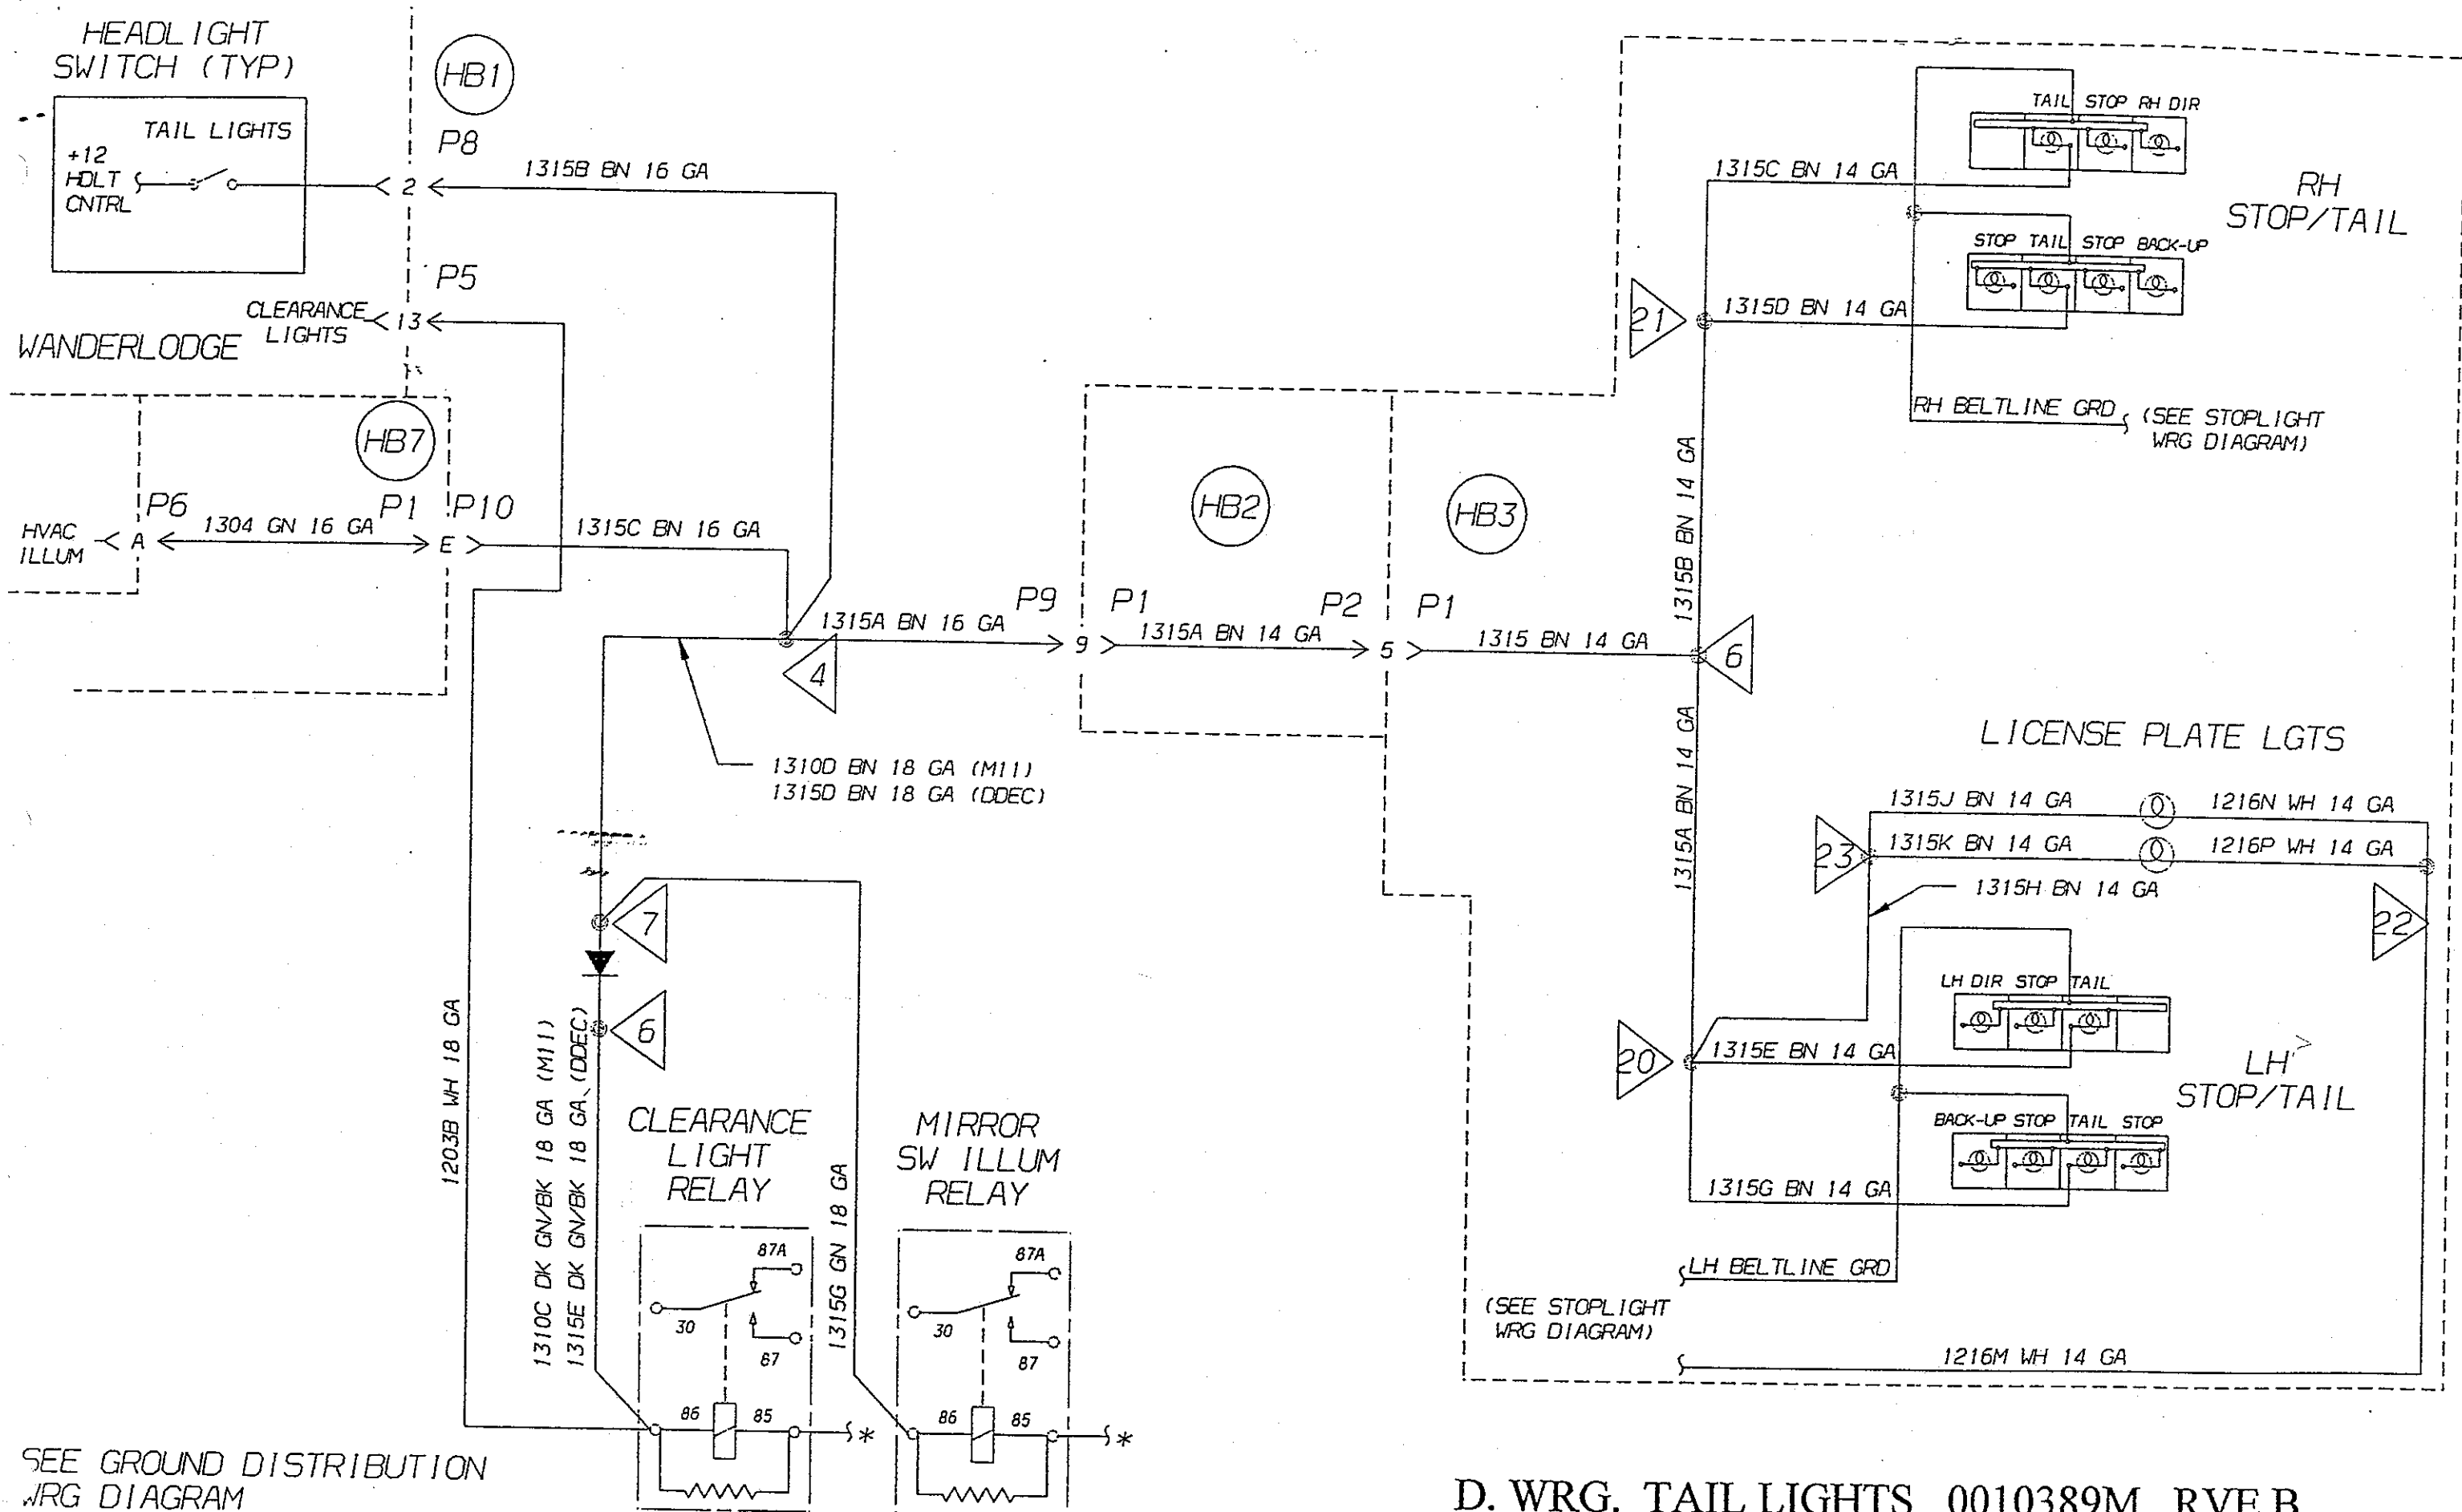 HEADLIGHT
SWITCH (TYP)
TAIL LIGHTS
+12
HDLT
CNTRL
HB1
P8
2
1315B BN 16 GA
P5
CLEARANCE
LIGHTS
13
WANDERLODGE
HB7
HVAC
ILLUM
A
P6
1304 GN 16 GA
P1
P10
E
1315C BN 16 GA
4
1315A BN 16 GA
P9
9
P1
HB2
1315A BN 14 GA
P2
5
P1
HB3
1315 BN 14 GA
6
1310D BN 18 GA (M11)
1315D BN 18 GA (DDEC)
7
6
1203B WH 18 GA
1310C DK GN/BK 18 GA (M11)
1315E DK GN/BK 18 GA (DDEC)
1315G GN 18 GA
CLEARANCE
LIGHT
RELAY
87A
30
87
86
85
*
MIRROR
SW ILLUM
RELAY
87A
30
87
86
85
*
SEE GROUND DISTRIBUTION
WRG DIAGRAM
TAIL STOP RH DIR
1315C BN 14 GA
RH
STOP/TAIL
STOP TAIL STOP BACK-UP
21
1315D BN 14 GA
RH BELTLINE GRD
(SEE STOPLIGHT
WRG DIAGRAM)
1315B BN 14 GA
1315A BN 14 GA
LICENSE PLATE LGTS
1315J BN 14 GA
1216N WH 14 GA
23
1315K BN 14 GA
1216P WH 14 GA
1315H BN 14 GA
22
LH DIR STOP TAIL
20
1315E BN 14 GA
LH
STOP/TAIL
BACK-UP STOP TAIL STOP
1315G BN 14 GA
LH BELTLINE GRD
(SEE STOPLIGHT
WRG DIAGRAM)
1216M WH 14 GA
D. WRG. TAIL LIGHTS 0010389M RVE B